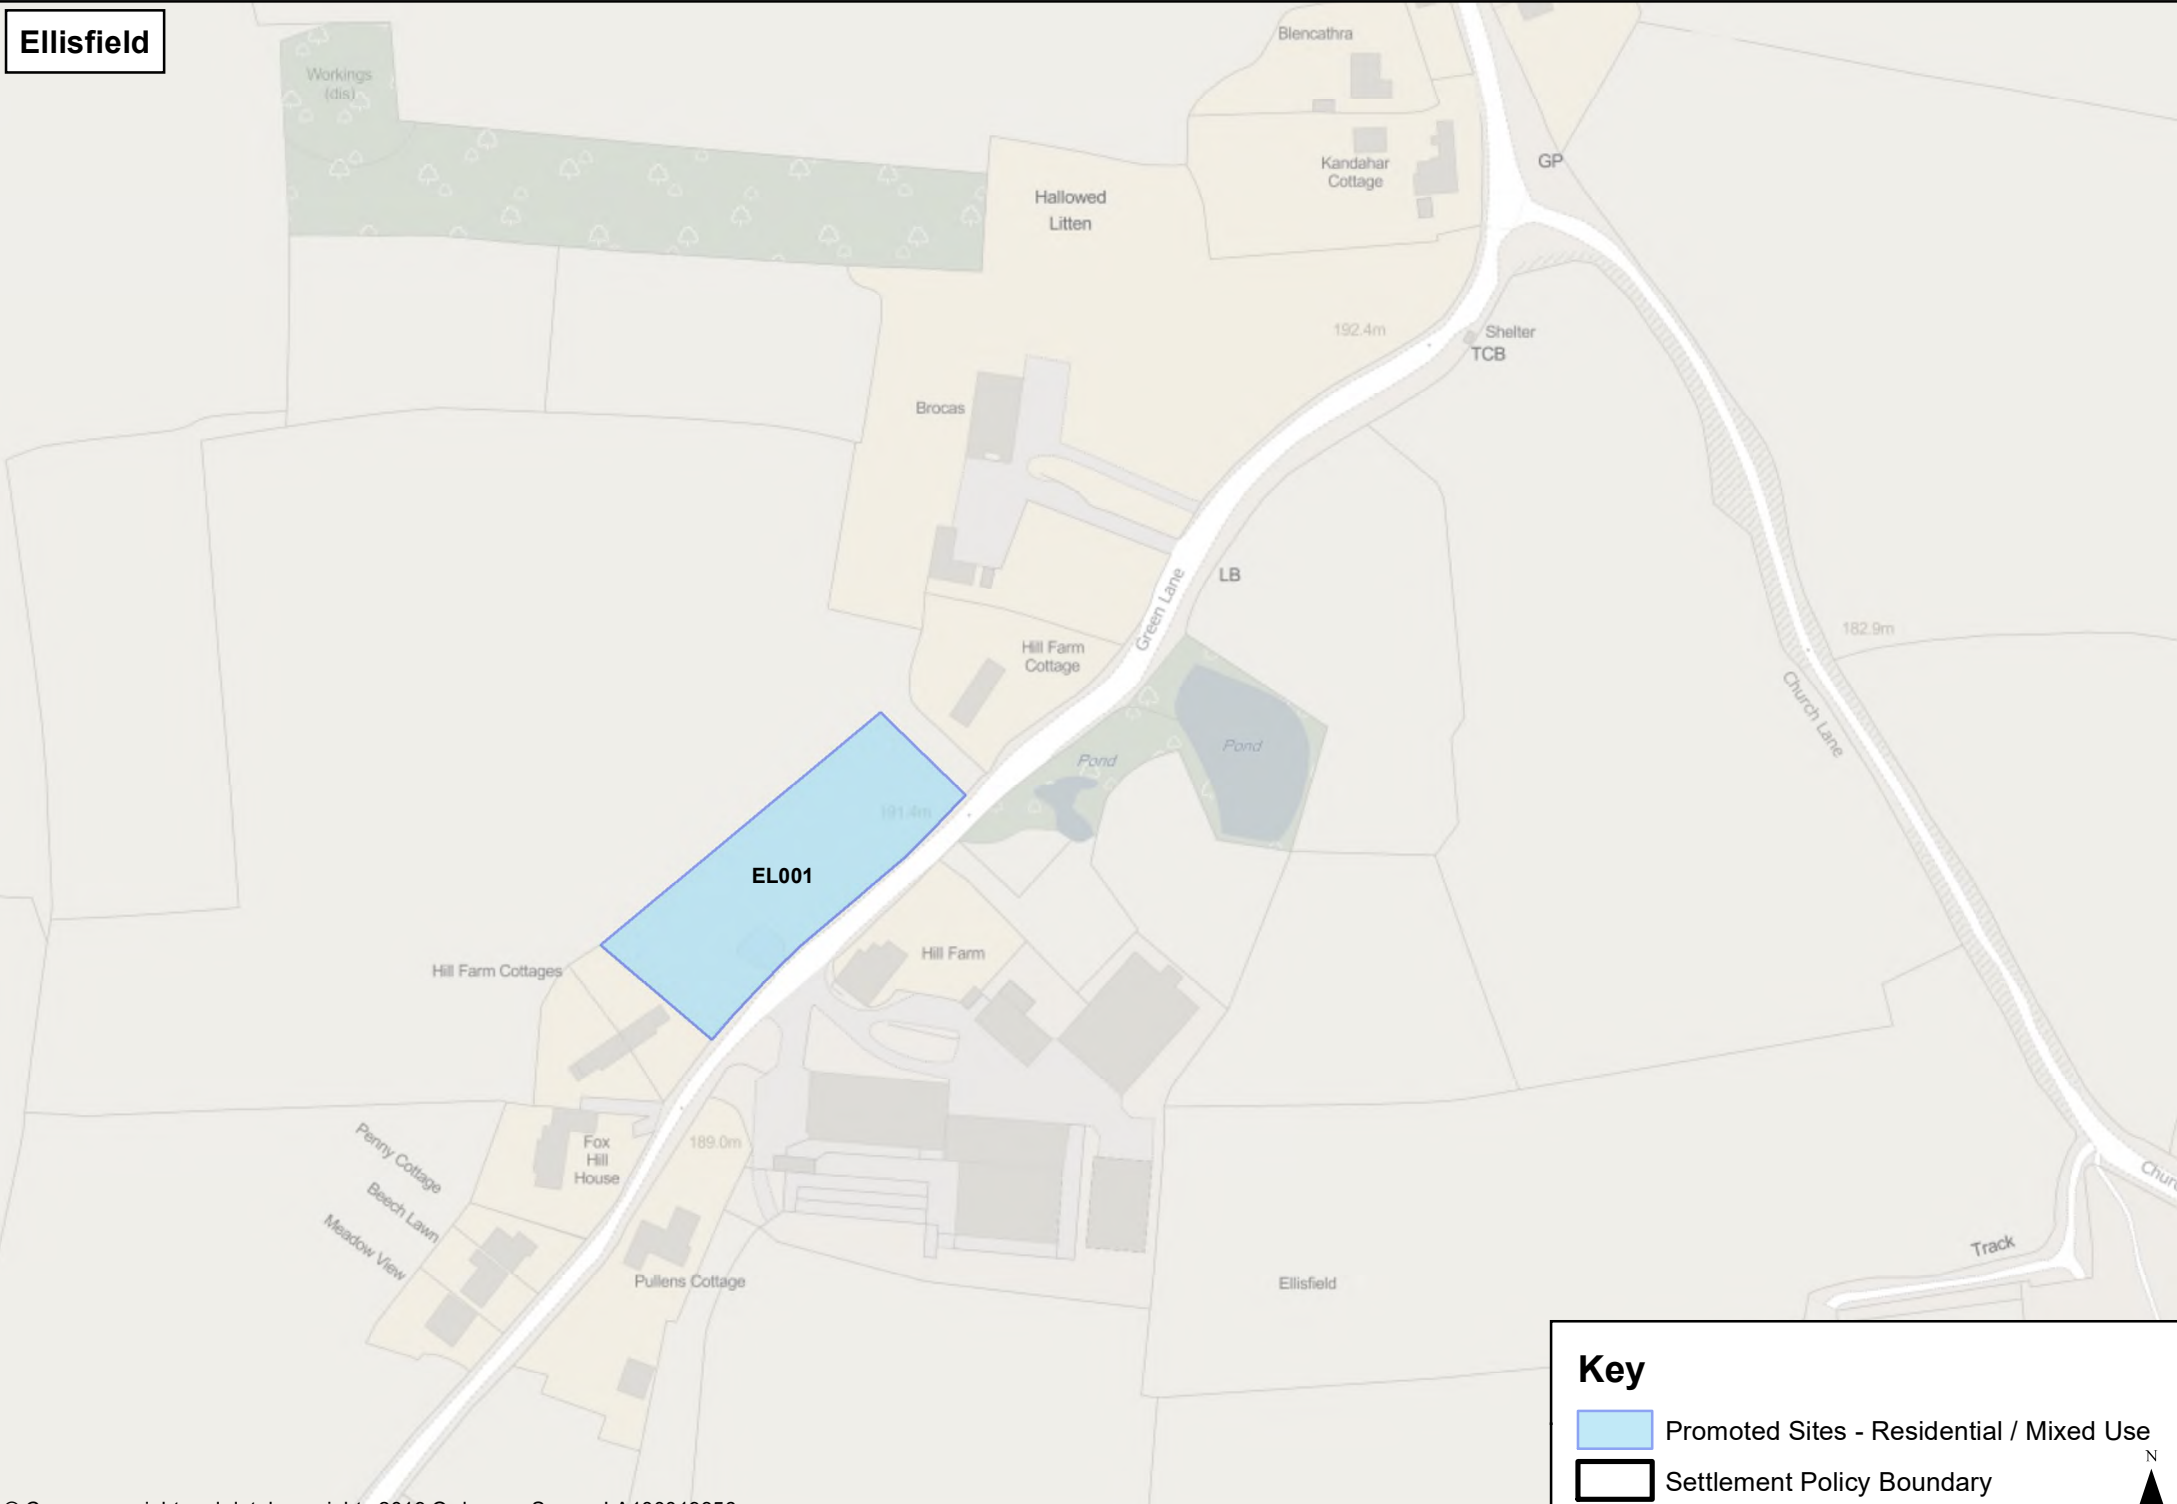 Ellisfield
Blencathra
Workings
(dis)
GP
Kandahar
Cottage
Hallowed
Litten
192.4m
Shelter
TCB
Brocas
LB
Green Lane
182.9m
Hill Farm
Cottage
Church Lane
Pond
Pond
191.4m
EL001
Hill Farm
Hill Farm Cottages
Penny Cottage
Beech Lawn
Meadow View
Fox
Hill
House
189.0m
Pullens Cottage
Ellisfield
Track
Key
Promoted Sites - Residential / Mixed Use
Settlement Policy Boundary
N